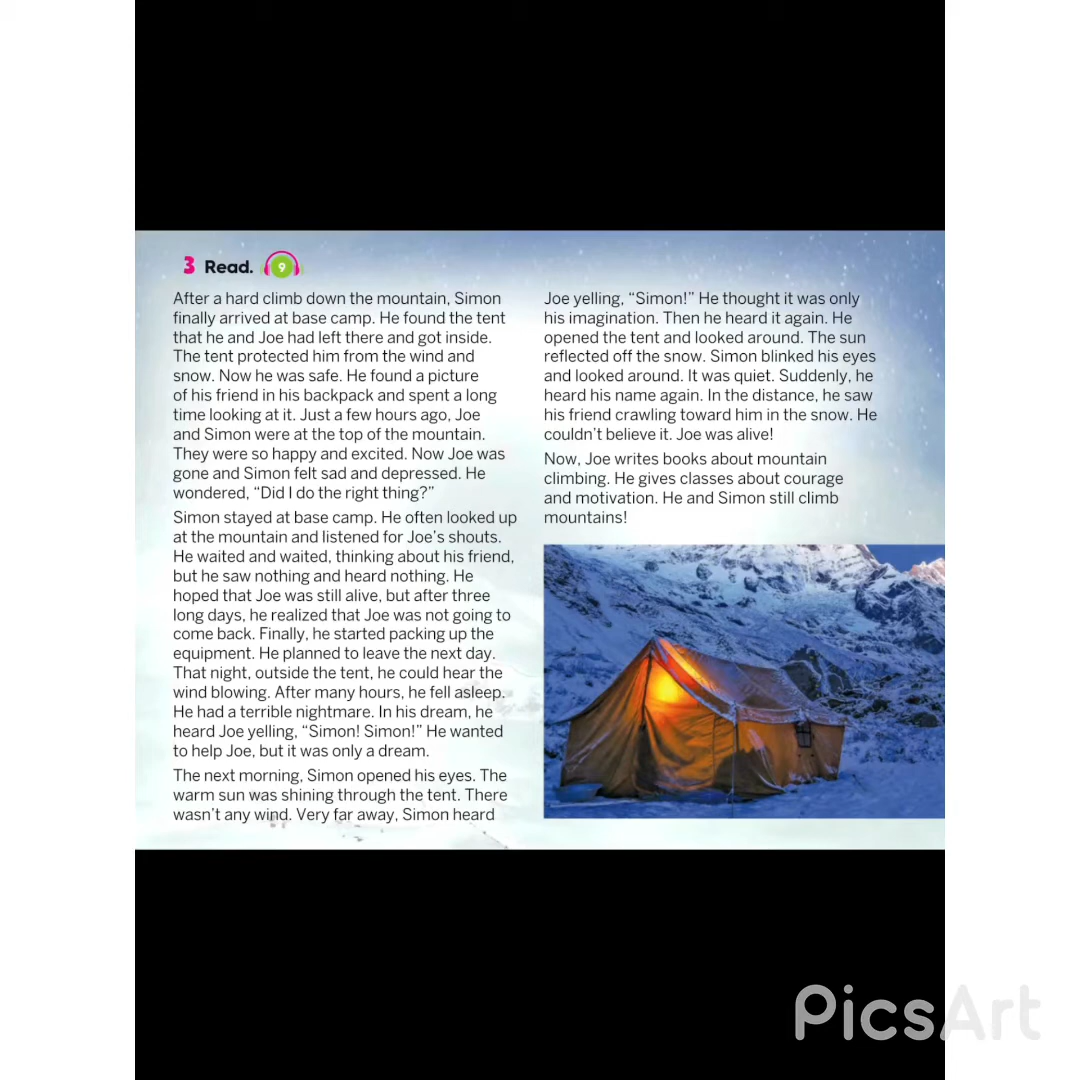 3 Read. 9
After a hard climb down the mountain, Simon
finally arrived at base camp. He found the tent
that he and Joe had left there and got inside.
The tent protected him from the wind and
snow. Now he was safe. He found a picture
of his friend in his backpack and spent a long
time looking at it. Just a few hours ago, Joe
and Simon were at the top of the mountain.
They were so happy and excited. Now Joe was
gone and Simon felt sad and depressed. He
wondered, “Did I do the right thing?”
Simon stayed at base camp. He often looked up
at the mountain and listened for Joe’s shouts.
He waited and waited, thinking about his friend,
but he saw nothing and heard nothing. He
hoped that Joe was still alive, but after three
long days, he realized that Joe was not going to
come back. Finally, he started packing up the
equipment. He planned to leave the next day.
That night, outside the tent, he could hear the
wind blowing. After many hours, he fell asleep.
He had a terrible nightmare. In his dream, he
heard Joe yelling, “Simon! Simon!” He wanted
to help Joe, but it was only a dream.
The next morning, Simon opened his eyes. The
warm sun was shining through the tent. There
wasn’t any wind. Very far away, Simon heard
Joe yelling, “Simon!” He thought it was only
his imagination. Then he heard it again. He
opened the tent and looked around. The sun
reflected off the snow. Simon blinked his eyes
and looked around. It was quiet. Suddenly, he
heard his name again. In the distance, he saw
his friend crawling toward him in the snow. He
couldn’t believe it. Joe was alive!
Now, Joe writes books about mountain
climbing. He gives classes about courage
and motivation. He and Simon still climb
mountains!
PicsArt